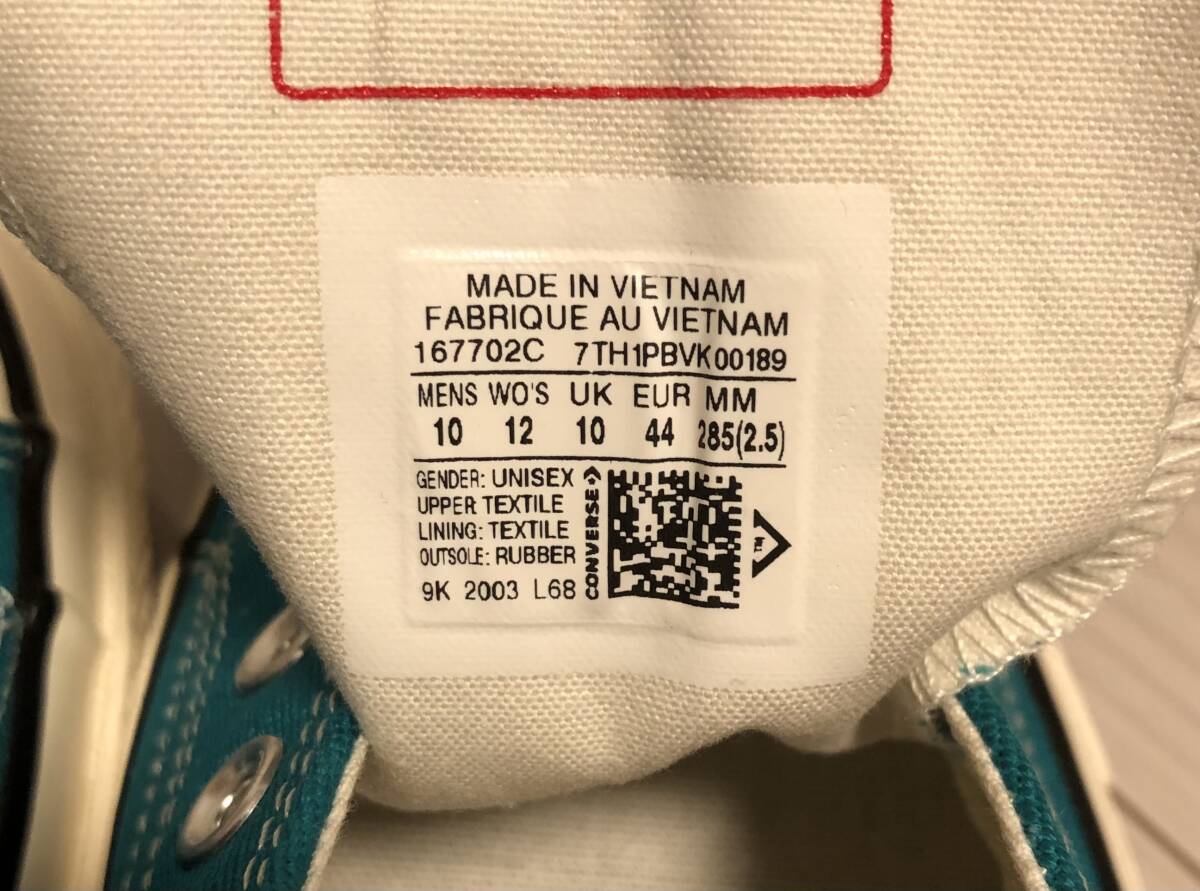 MADE IN VIETNAM
FABRIQUE AU VIETNAM
167702C 7TH1PBVK00189
MENS WO'S UK EUR MM
10 12 10 44 285(2.5)
GENDER: UNISEX
UPPER TEXTILE
LINING: TEXTILE
OUTSOLE: RUBBER
9K 2003 L68
CONVERSE
TM